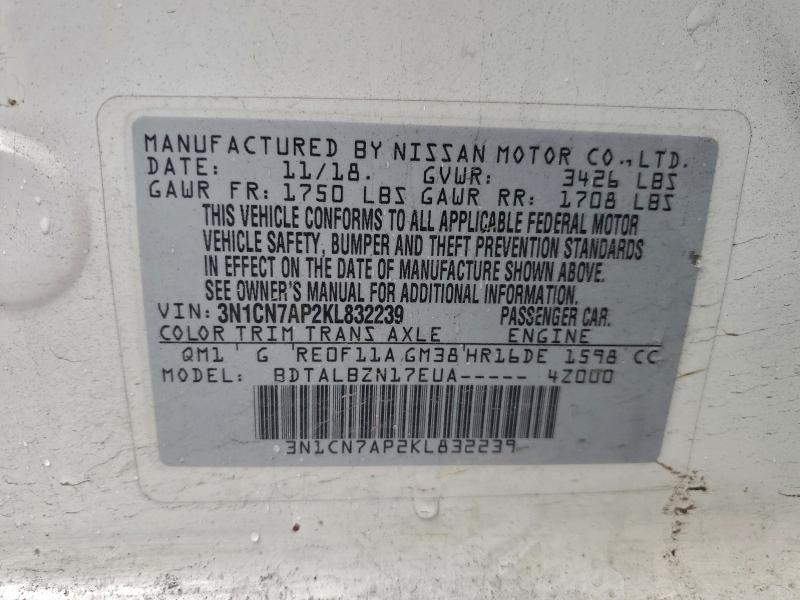 MANUFACTURED BY NISSAN MOTOR CO., LTD.
DATE: 11/18. GVWR: 3426 LBS
GAWR FR: 1750 LBS GAWR RR: 1708 LBS
THIS VEHICLE CONFORMS TO ALL APPLICABLE FEDERAL MOTOR
VEHICLE SAFETY, BUMPER AND THEFT PREVENTION STANDARDS
IN EFFECT ON THE DATE OF MANUFACTURE SHOWN ABOVE.
SEE OWNER'S MANUAL FOR ADDITIONAL INFORMATION.
VIN: 3N1CN7AP2KL832239 PASSENGER CAR.
COLOR TRIM TRANS AXLE ENGINE
QM1 G RE0F11A GM38 HR16DE 1598 CC
MODEL: BDTALBZN17EUA----- 4Z000
3N1CN7AP2KL832239